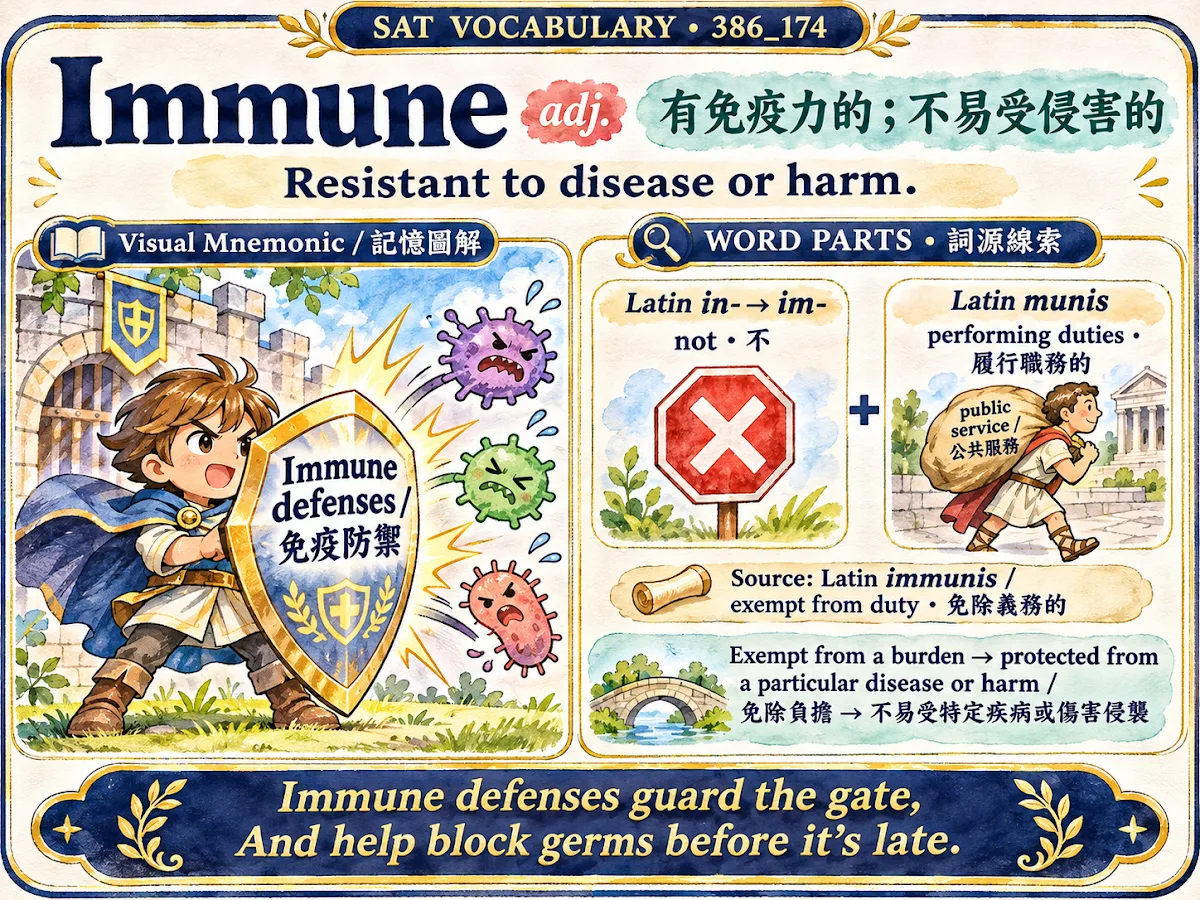 SAT VOCABULARY • 386_174
Immune adj. 有免疫力的；不易受侵害的
Resistant to disease or harm.
Visual Mnemonic / 記憶圖解
Immune
defenses /
免疫防禦
WORD PARTS • 詞源線索
Latin in- → im-
not • 不
Latin munis
performing duties •
履行職務的
public
service /
公共服務
Source: Latin immunis /
exempt from duty • 免除義務的
Exempt from a burden → protected from
a particular disease or harm /
免除負擔 → 不易受特定疾病或傷害侵襲
Immune defenses guard the gate,
And help block germs before it's late.